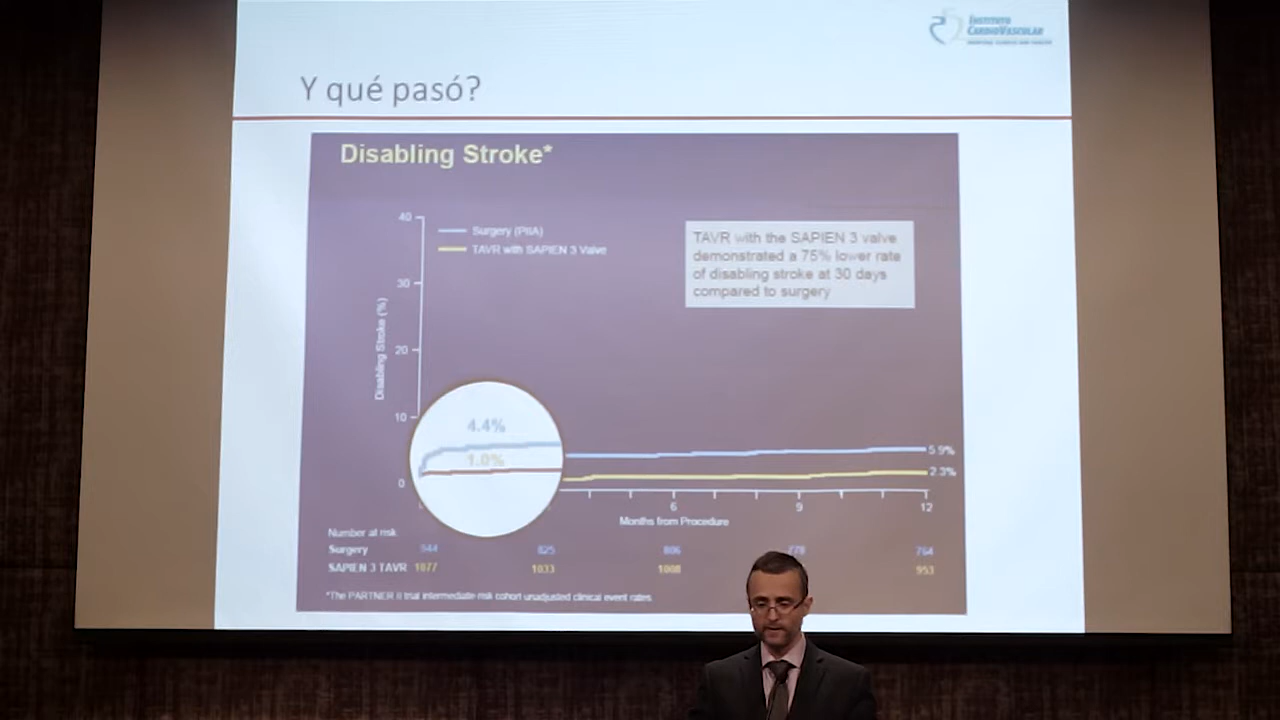 INSTITUTO
CARDIOVASCULAR
Y qué pasó?
Disabling Stroke*
40
Surgery (PIIA)
TAVR with SAPIEN 3 Valve
TAVR with the SAPIEN 3 valve
demonstrated a 75% lower rate
of disabling stroke at 30 days
compared to surgery
30
Disabling Stroke (%)
20
10
4.4%
1.0%
5.9%
2.3%
0
6
9
12
Months from Procedure
Number at risk
Surgery 944 825 806 779 764
SAPIEN 3 TAVR 1077 1033 1008 953
*The PARTNER II trial intermediate-risk cohort unadjusted clinical event rates